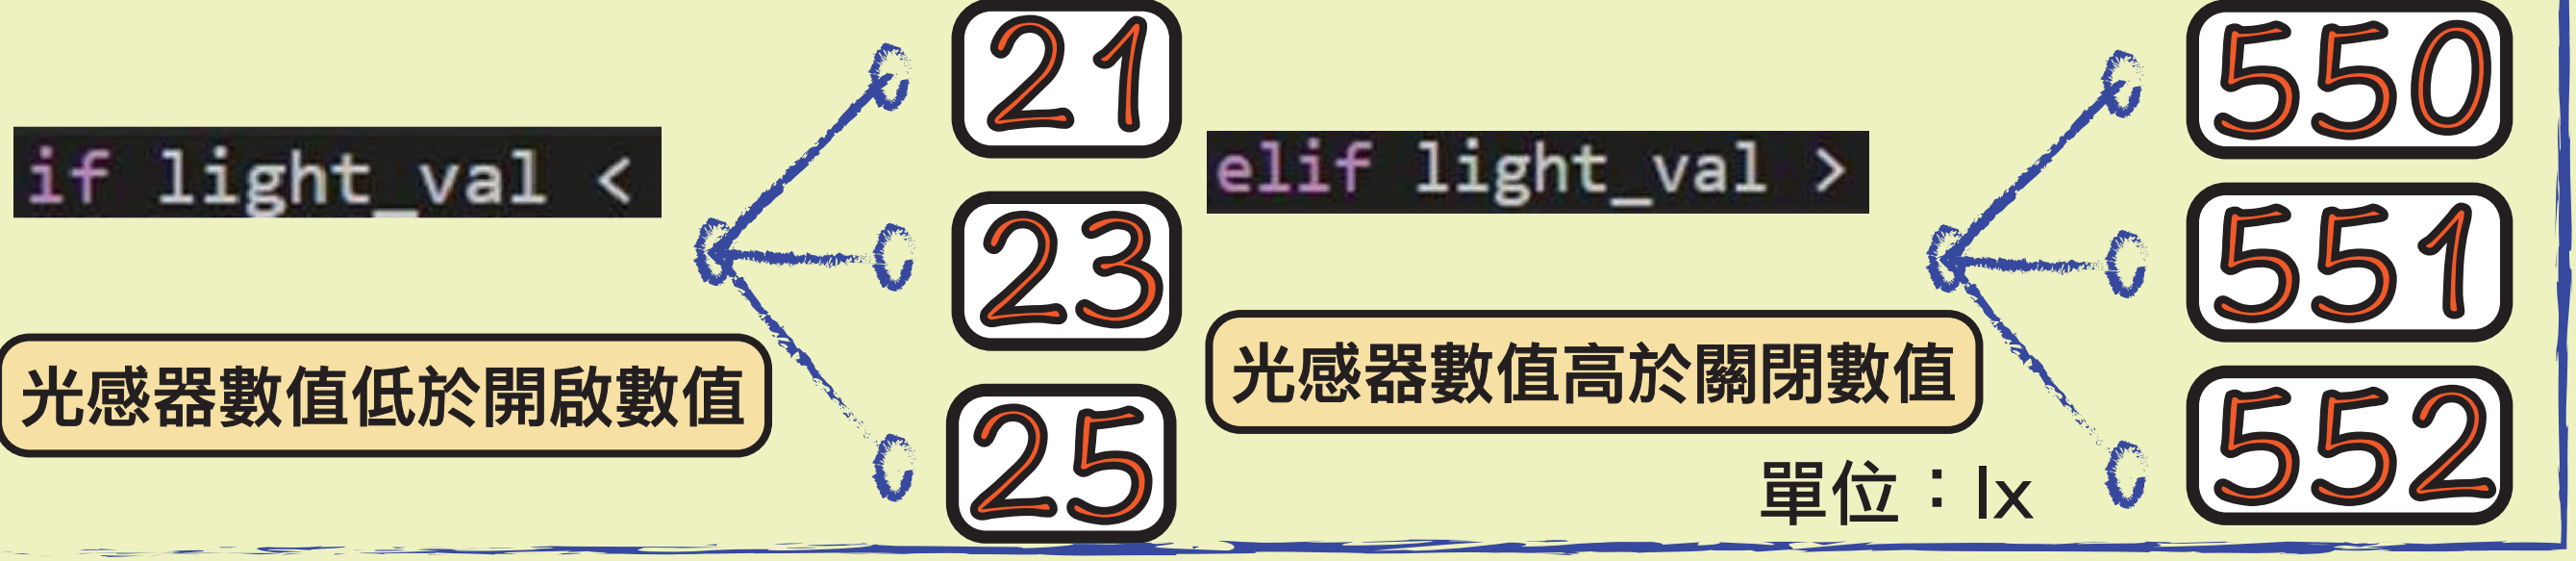 if light_val <
21
23
25
光感器數值低於開啟數值
elif light_val >
550
551
552
光感器數值高於關閉數值
單位：lx